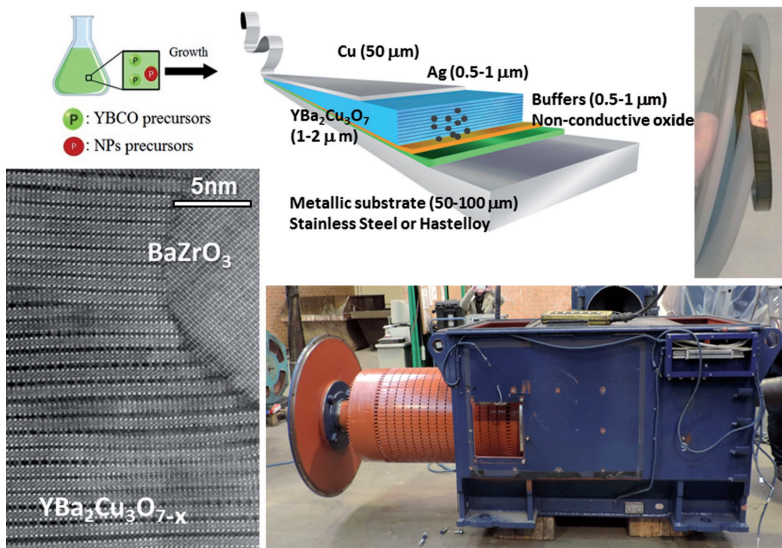 Growth
P
P
P
P
: YBCO precursors
P
: NPs precursors
Cu (50 µm)
Ag (0.5-1 µm)
YBa₂Cu₃O₇
(1-2 µ m)
Buffers (0.5-1 µm)
Non-conductive oxide
Metallic substrate (50-100 µm)
Stainless Steel or Hastelloy
5nm
BaZrO₃
YBa₂Cu₃O₇₋ₓ